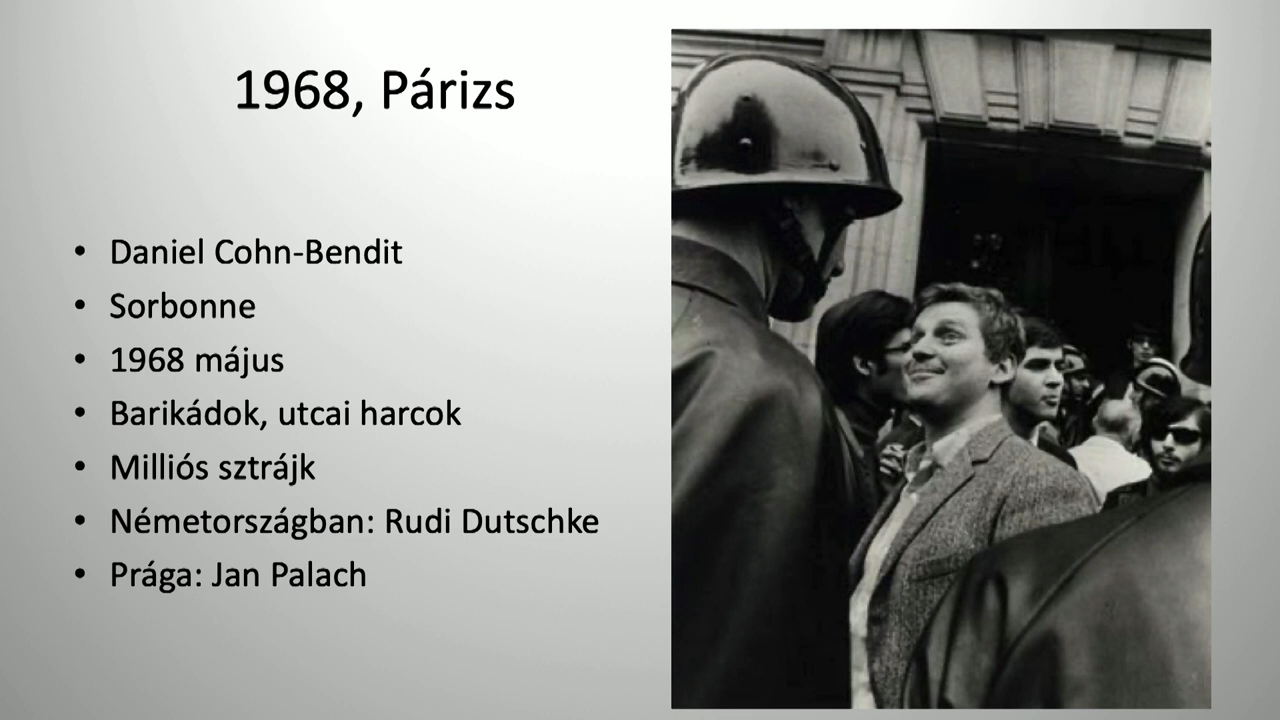 1968, Párizs
• Daniel Cohn-Bendit
• Sorbonne
• 1968 május
• Barikádok, utcai harcok
• Milliós sztrájk
• Németországban: Rudi Dutschke
• Prága: Jan Palach